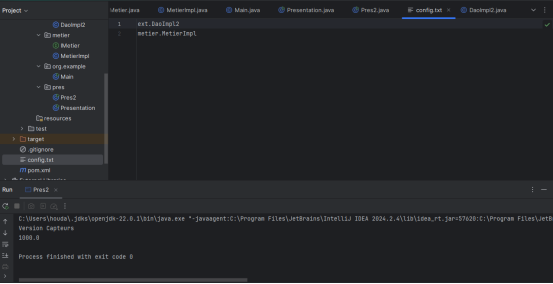 Project
DaoImpl2
metier
IMetier
MetierImpl
org.example
Main
pres
Pres2
Presentation
resources
test
target
.gitignore
config.txt
pom.xml
Metier.java
MetierImpl.java
Main.java
Presentation.java
Pres2.java
config.txt
DaoImpl2.java
1 ext.DaoImpl2
2 metier.MetierImpl
Run Pres2
C:\Users\houda\.jdks\openjdk-22.0.1\bin\java.exe "-javaagent:C:\Program Files\JetBrains\IntelliJ IDEA 2024.2.4\lib\idea_rt.jar=57620:C:\Program Files\JetB
Version Capteurs
1000.0
Process finished with exit code 0